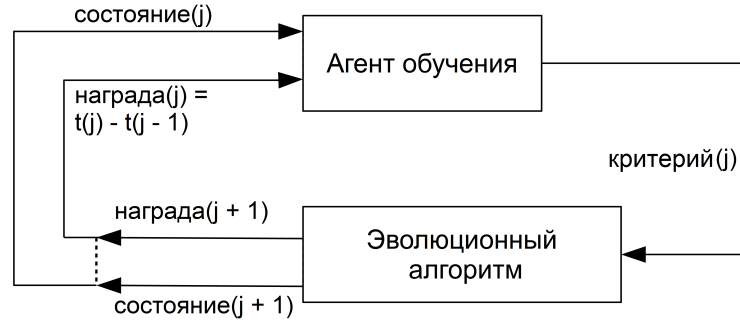 состояние(j)
Агент обучения
награда(j) =
t(j) - t(j - 1)
критерий(j)
награда(j + 1)
Эволюционный
алгоритм
состояние(j + 1)